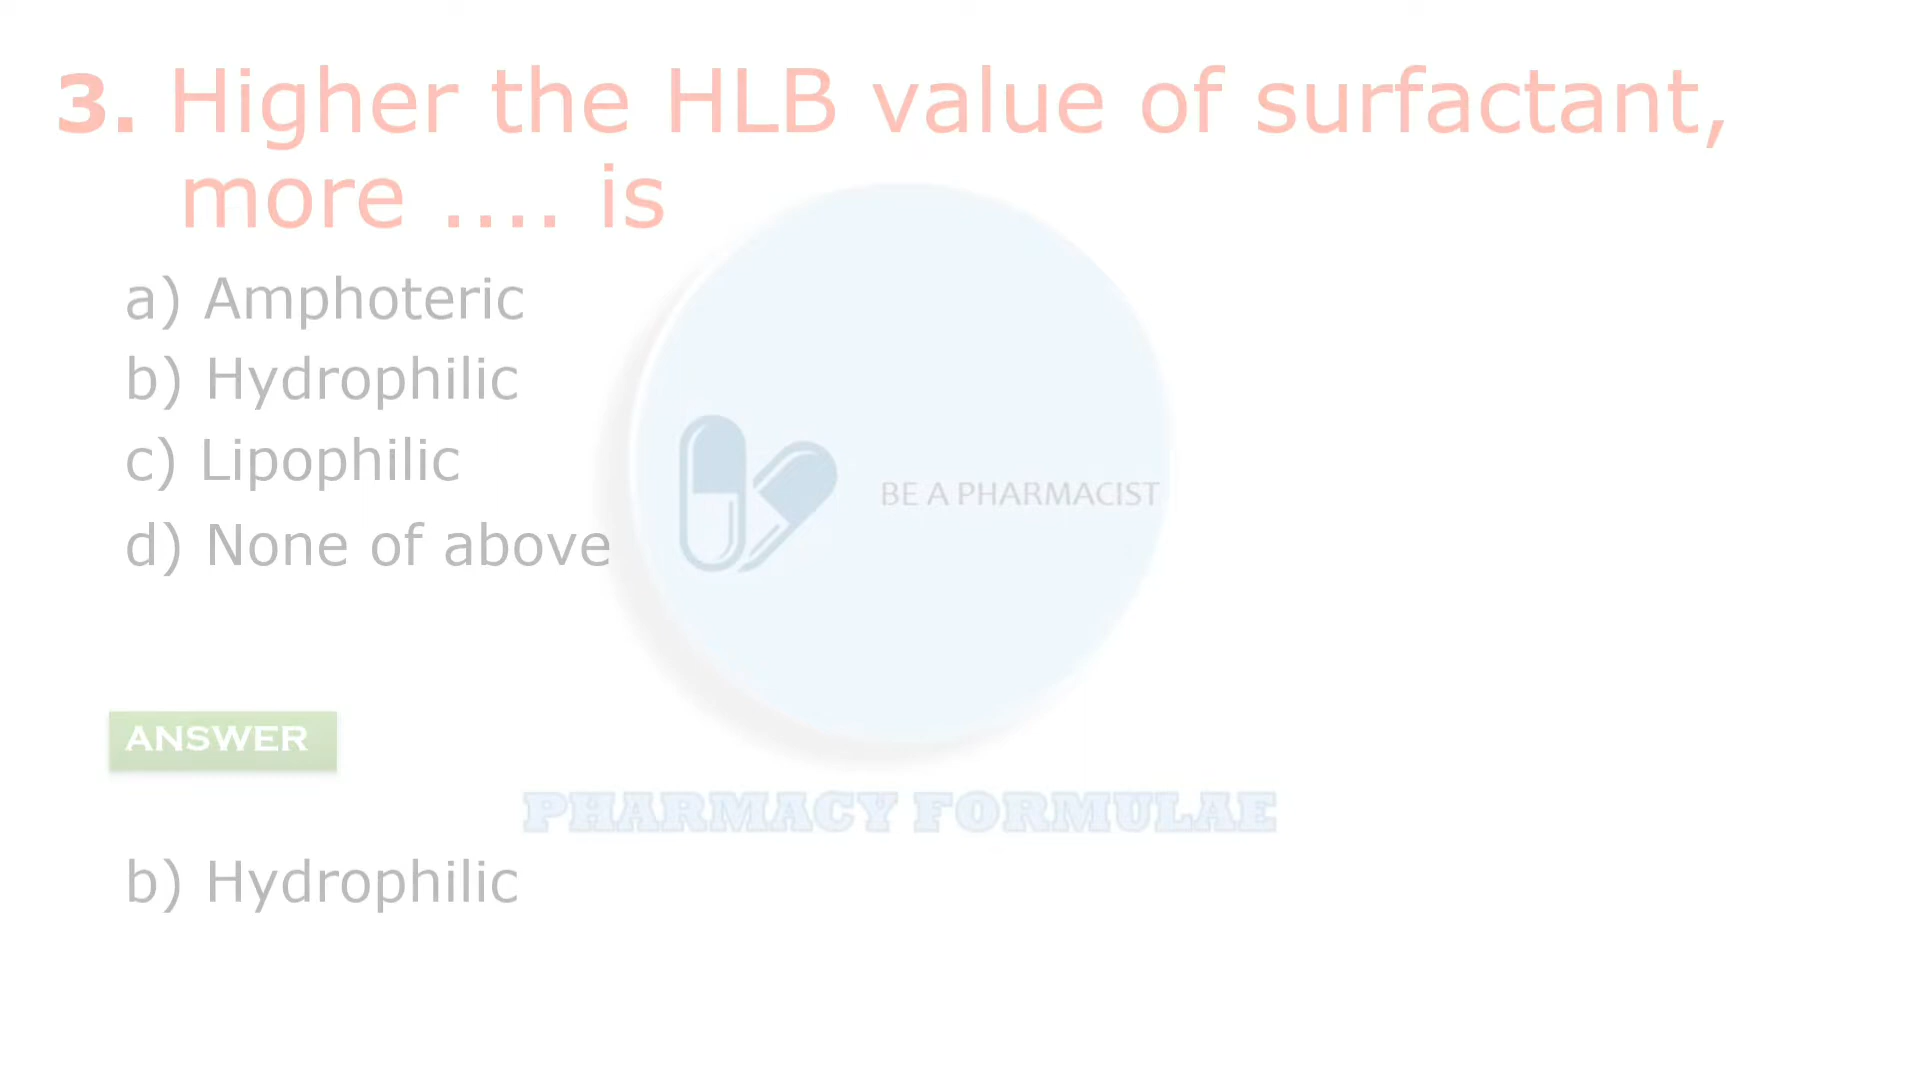 3. Higher the HLB value of surfactant,
more .... is
a) Amphoteric
b) Hydrophilic
c) Lipophilic
d) None of above
BE A PHARMACIST
ANSWER
PHARMACY FORMULAE
b) Hydrophilic